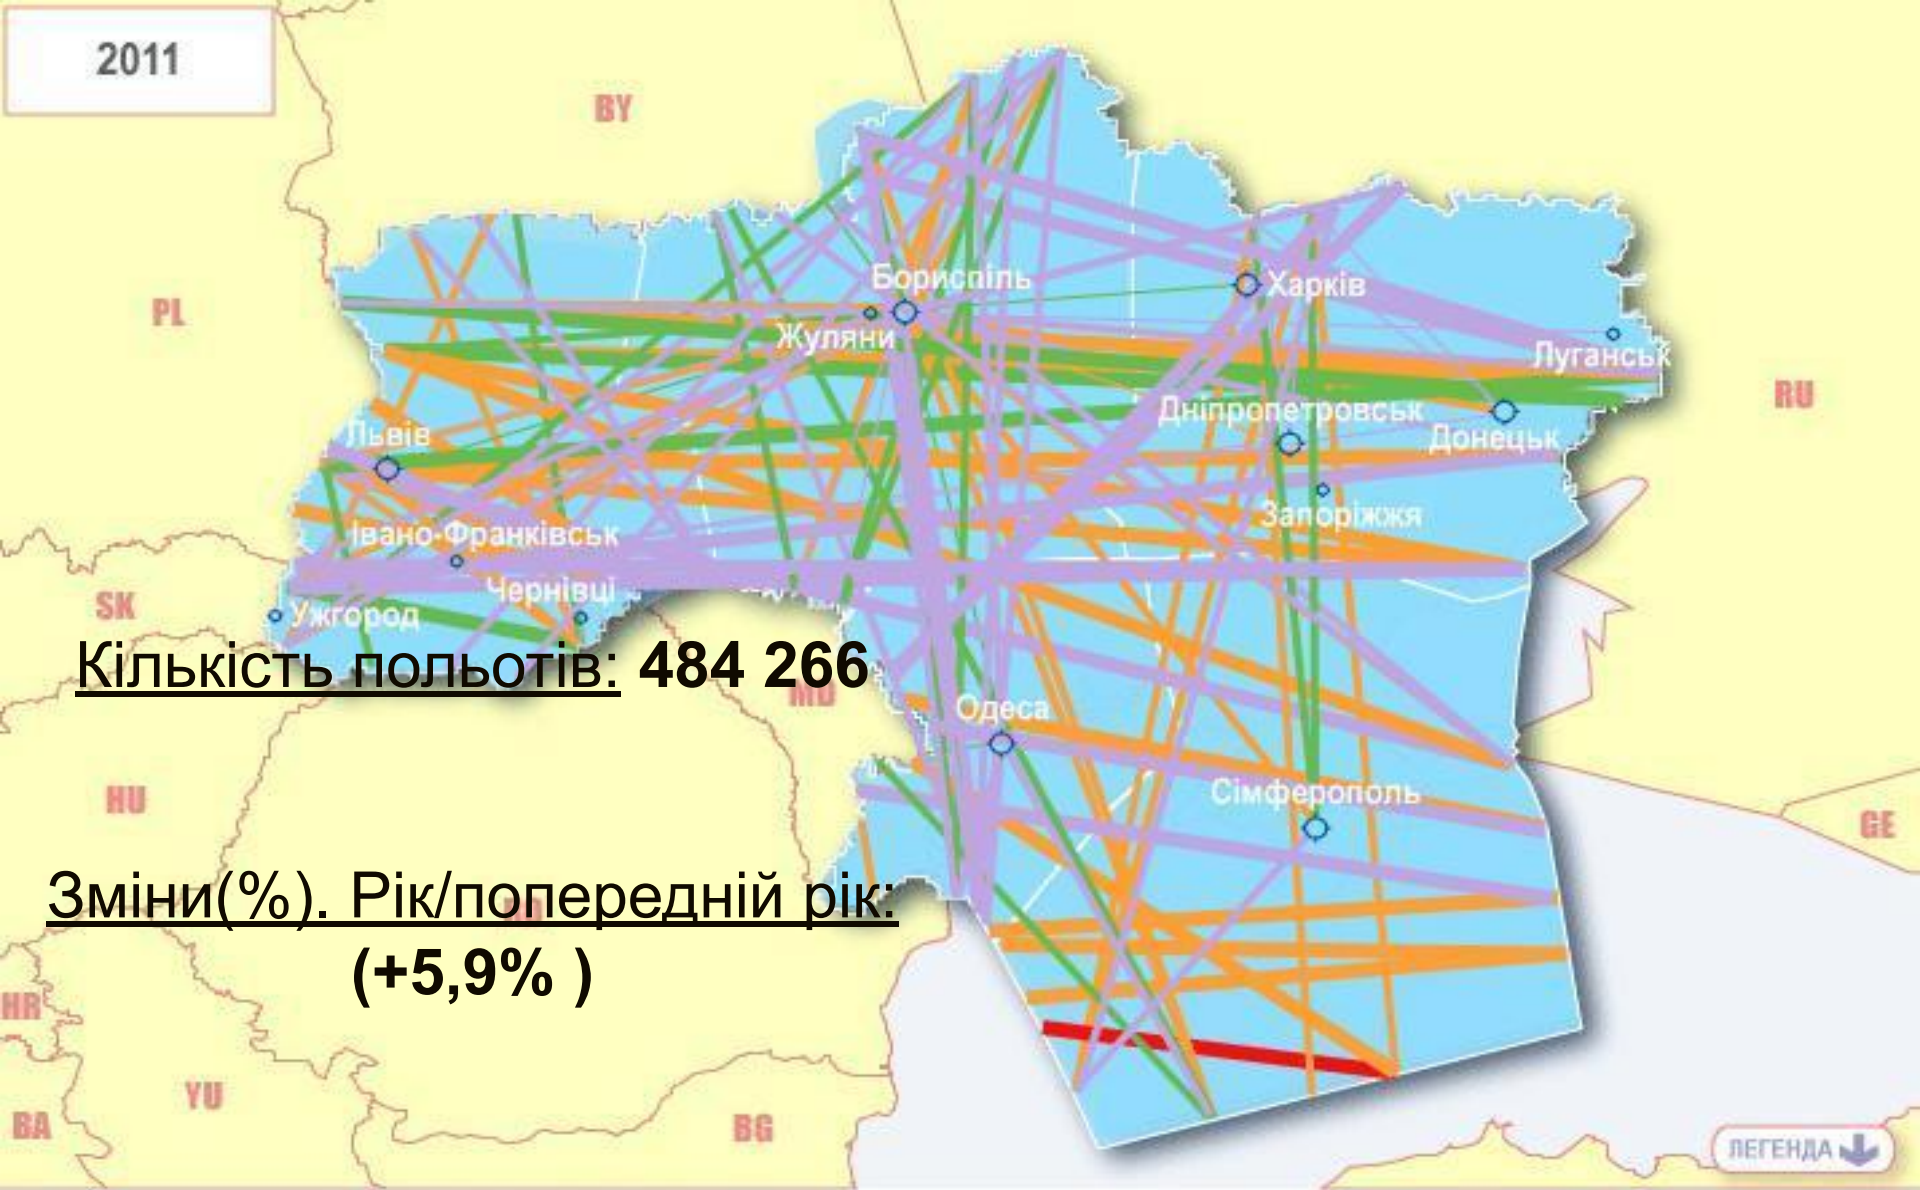 2011
BY
PL
Бориспіль
Харків
Жуляни
Луганськ
RU
Дніпропетровськ
Донецьк
Львів
Запоріжжя
Івано-Франківськ
Чернівці
SK
Ужгород
Кількість польотів: 484 266
MD
Одеса
HU
Сімферополь
GE
Зміни(%). Рік/попередній рік:
(+5,9% )
HR
YU
BA
BG
ЛЕГЕНДА